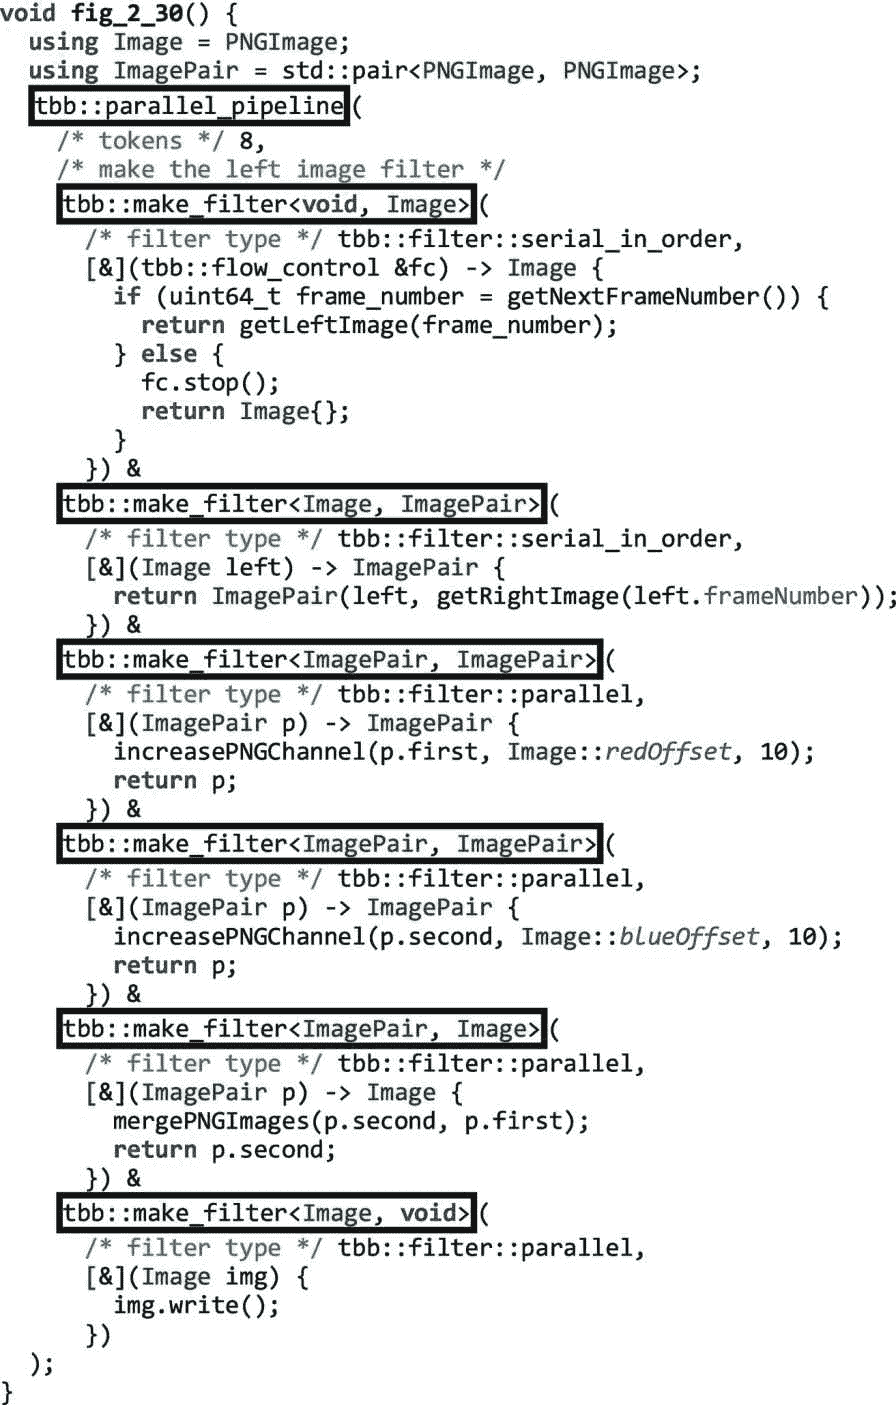 void fig_2_30() {
  using Image = PNGImage;
  using ImagePair = std::pair<PNGImage, PNGImage>;
  tbb::parallel_pipeline(
    /* tokens */ 8,
    /* make the left image filter */
    tbb::make_filter<void, Image>(
      /* filter type */ tbb::filter::serial_in_order,
      [&](tbb::flow_control &fc) -> Image {
        if (uint64_t frame_number = getNextFrameNumber()) {
          return getLeftImage(frame_number);
        } else {
          fc.stop();
          return Image{};
        }
      }) &
    tbb::make_filter<Image, ImagePair>(
      /* filter type */ tbb::filter::serial_in_order,
      [&](Image left) -> ImagePair {
        return ImagePair(left, getRightImage(left.frameNumber));
      }) &
    tbb::make_filter<ImagePair, ImagePair>(
      /* filter type */ tbb::filter::parallel,
      [&](ImagePair p) -> ImagePair {
        increasePNGChannel(p.first, Image::redOffset, 10);
        return p;
      }) &
    tbb::make_filter<ImagePair, ImagePair>(
      /* filter type */ tbb::filter::parallel,
      [&](ImagePair p) -> ImagePair {
        increasePNGChannel(p.second, Image::blueOffset, 10);
        return p;
      }) &
    tbb::make_filter<ImagePair, Image>(
      /* filter type */ tbb::filter::parallel,
      [&](ImagePair p) -> Image {
        mergePNGImages(p.second, p.first);
        return p.second;
      }) &
    tbb::make_filter<Image, void>(
      /* filter type */ tbb::filter::parallel,
      [&](Image img) {
        img.write();
      })
  );
}